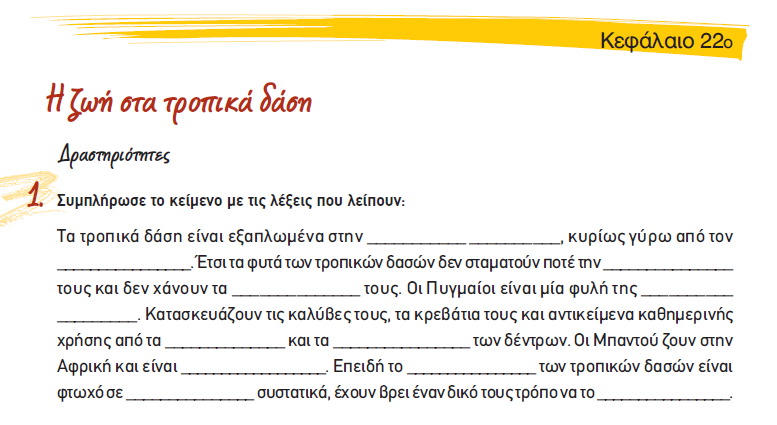 Κεφάλαιο 22ο
Η ζωή στα τροπικά δάση
Δραστηριότητες
1. Συμπλήρωσε το κείμενο με τις λέξεις που λείπουν:
Τα τροπικά δάση είναι εξαπλωμένα στην ___________ __________, κυρίως γύρω από τον
_______________. Έτσι τα φυτά των τροπικών δασών δεν σταματούν ποτέ την _______________
τους και δεν χάνουν τα _______________ τους. Οι Πυγμαίοι είναι μία φυλή της ___________
_________. Κατασκευάζουν τις καλύβες τους, τα κρεβάτια τους και αντικείμενα καθημερινής
χρήσης από τα ______________ και τα ________________ των δέντρων. Οι Μπαντού ζουν στην
Αφρική και είναι _________________. Επειδή το _______________ των τροπικών δασών είναι
φτωχό σε _______________ συστατικά, έχουν βρει έναν δικό τους τρόπο να το _______________.